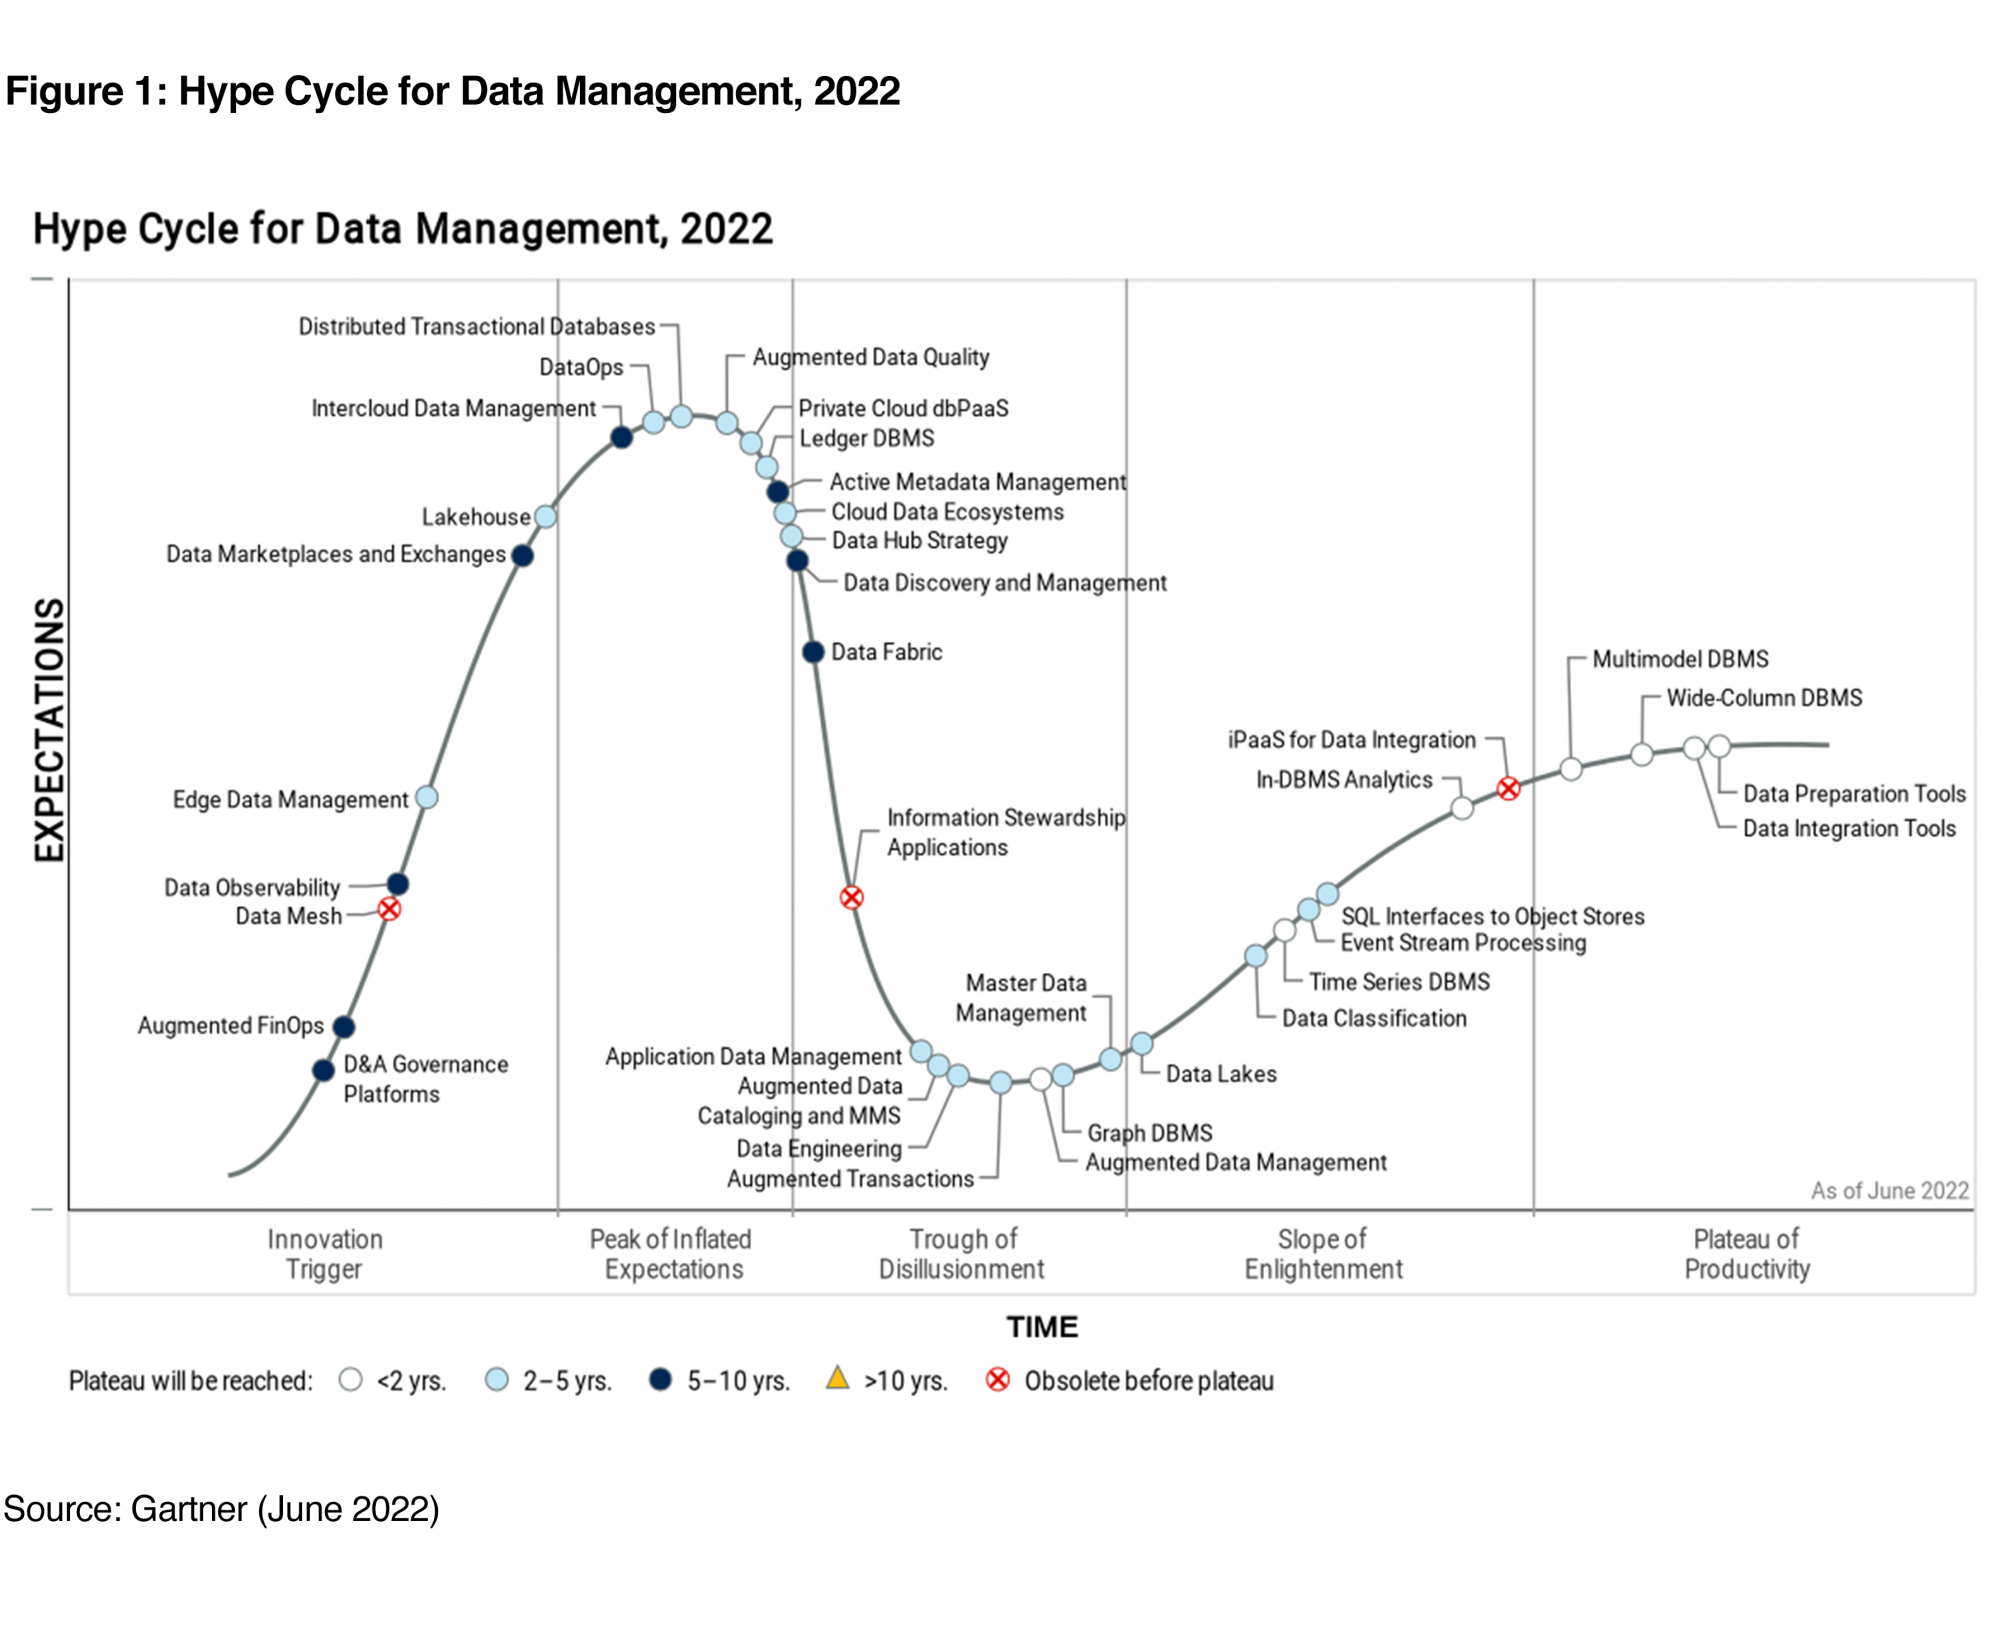 Figure 1: Hype Cycle for Data Management, 2022
Hype Cycle for Data Management, 2022
EXPECTATIONS
Distributed Transactional Databases
DataOps
Intercloud Data Management
Augmented Data Quality
Private Cloud dbPaaS
Ledger DBMS
Active Metadata Management
Cloud Data Ecosystems
Data Hub Strategy
Data Discovery and Management
Lakehouse
Data Marketplaces and Exchanges
Data Fabric
Edge Data Management
Data Observability
Data Mesh
Augmented FinOps
D&A Governance
Platforms
Information Stewardship
Applications
Application Data Management
Augmented Data
Cataloging and MMS
Data Engineering
Augmented Transactions
Master Data
Management
Graph DBMS
Augmented Data Management
Data Lakes
Multimodel DBMS
Wide-Column DBMS
iPaaS for Data Integration
In-DBMS Analytics
Data Preparation Tools
Data Integration Tools
SQL Interfaces to Object Stores
Event Stream Processing
Time Series DBMS
Data Classification
As of June 2022
Innovation
Trigger
Peak of Inflated
Expectations
Trough of
Disillusionment
Slope of
Enlightenment
Plateau of
Productivity
TIME
Plateau will be reached: <2 yrs. 2–5 yrs. 5–10 yrs. >10 yrs. Obsolete before plateau
Source: Gartner (June 2022)